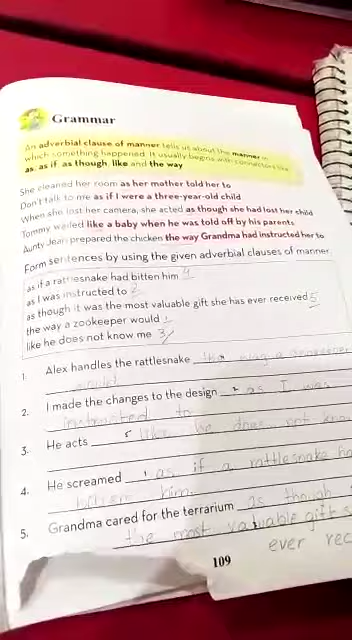 Grammar
An adverbial clause of manner tells us about the manner in
which something happened. It usually begins with connectors like
as, as if, as though, like and the way
She cleaned her room as her mother told her to
Don't talk to me as if I were a three-year-old child
When she lost her camera, she acted as though she had lost her child
Tommy wailed like a baby when he was told off by his parents
Aunty Jean prepared the chicken the way Grandma had instructed her to
Form sentences by using the given adverbial clauses of manner
as if a rattlesnake had bitten him 4
as I was instructed to 2
as though it was the most valuable gift she has ever received 5
the way a zookeeper would 1
like he does not know me 3
1. Alex handles the rattlesnake the way a zookeeper
would
2. I made the changes to the design as I was
instructed to
3. He acts like he does not know
4. He screamed as if a rattlesnake ha
bitten him
5. Grandma cared for the terrarium as though
the most valuable gift s
ever rec
109